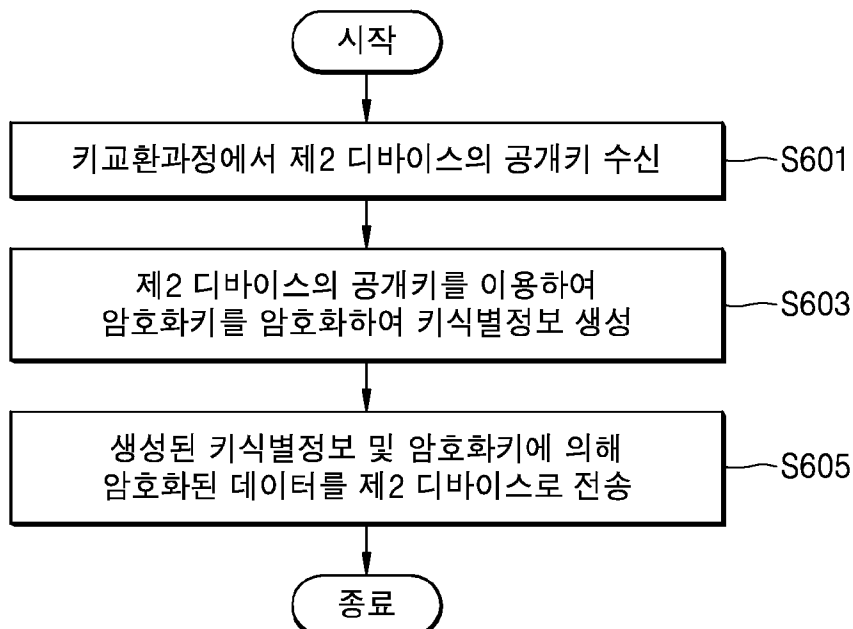 시작
키교환과정에서 제2 디바이스의 공개키 수신
S601
제2 디바이스의 공개키를 이용하여
암호화키를 암호화하여 키식별정보 생성
S603
생성된 키식별정보 및 암호화키에 의해
암호화된 데이터를 제2 디바이스로 전송
S605
종료